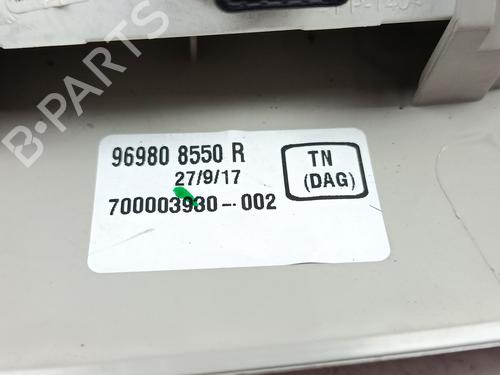 B-PARTS
96980 8550 R
27/9/17
700003930-002
TN
(DAG)